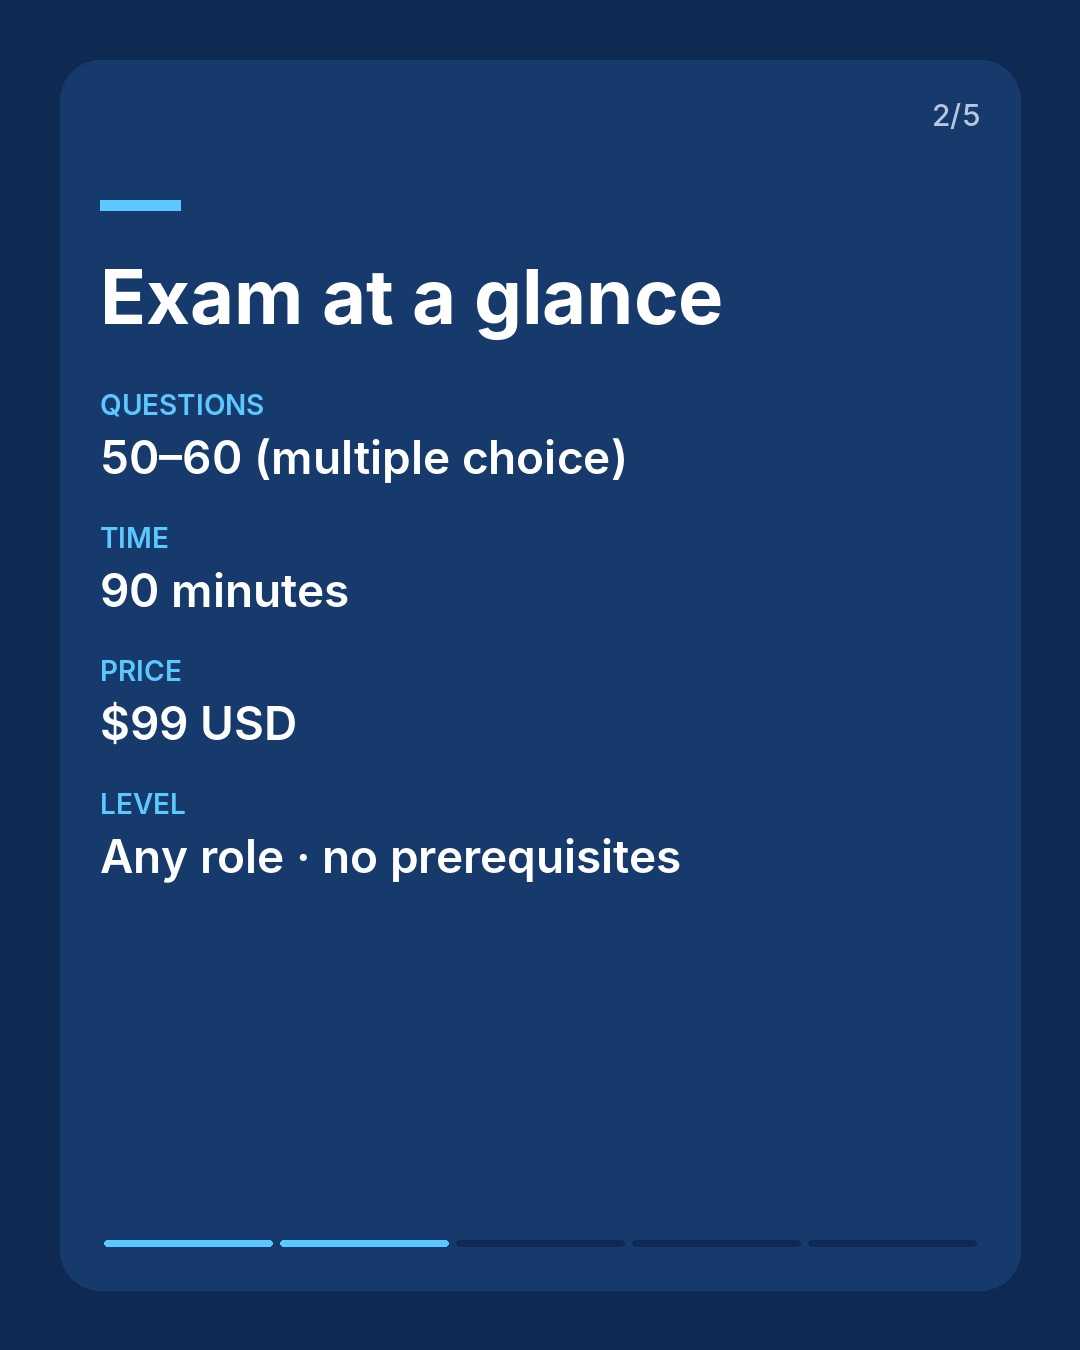 2/5
Exam at a glance
QUESTIONS
50–60 (multiple choice)
TIME
90 minutes
PRICE
$99 USD
LEVEL
Any role · no prerequisites